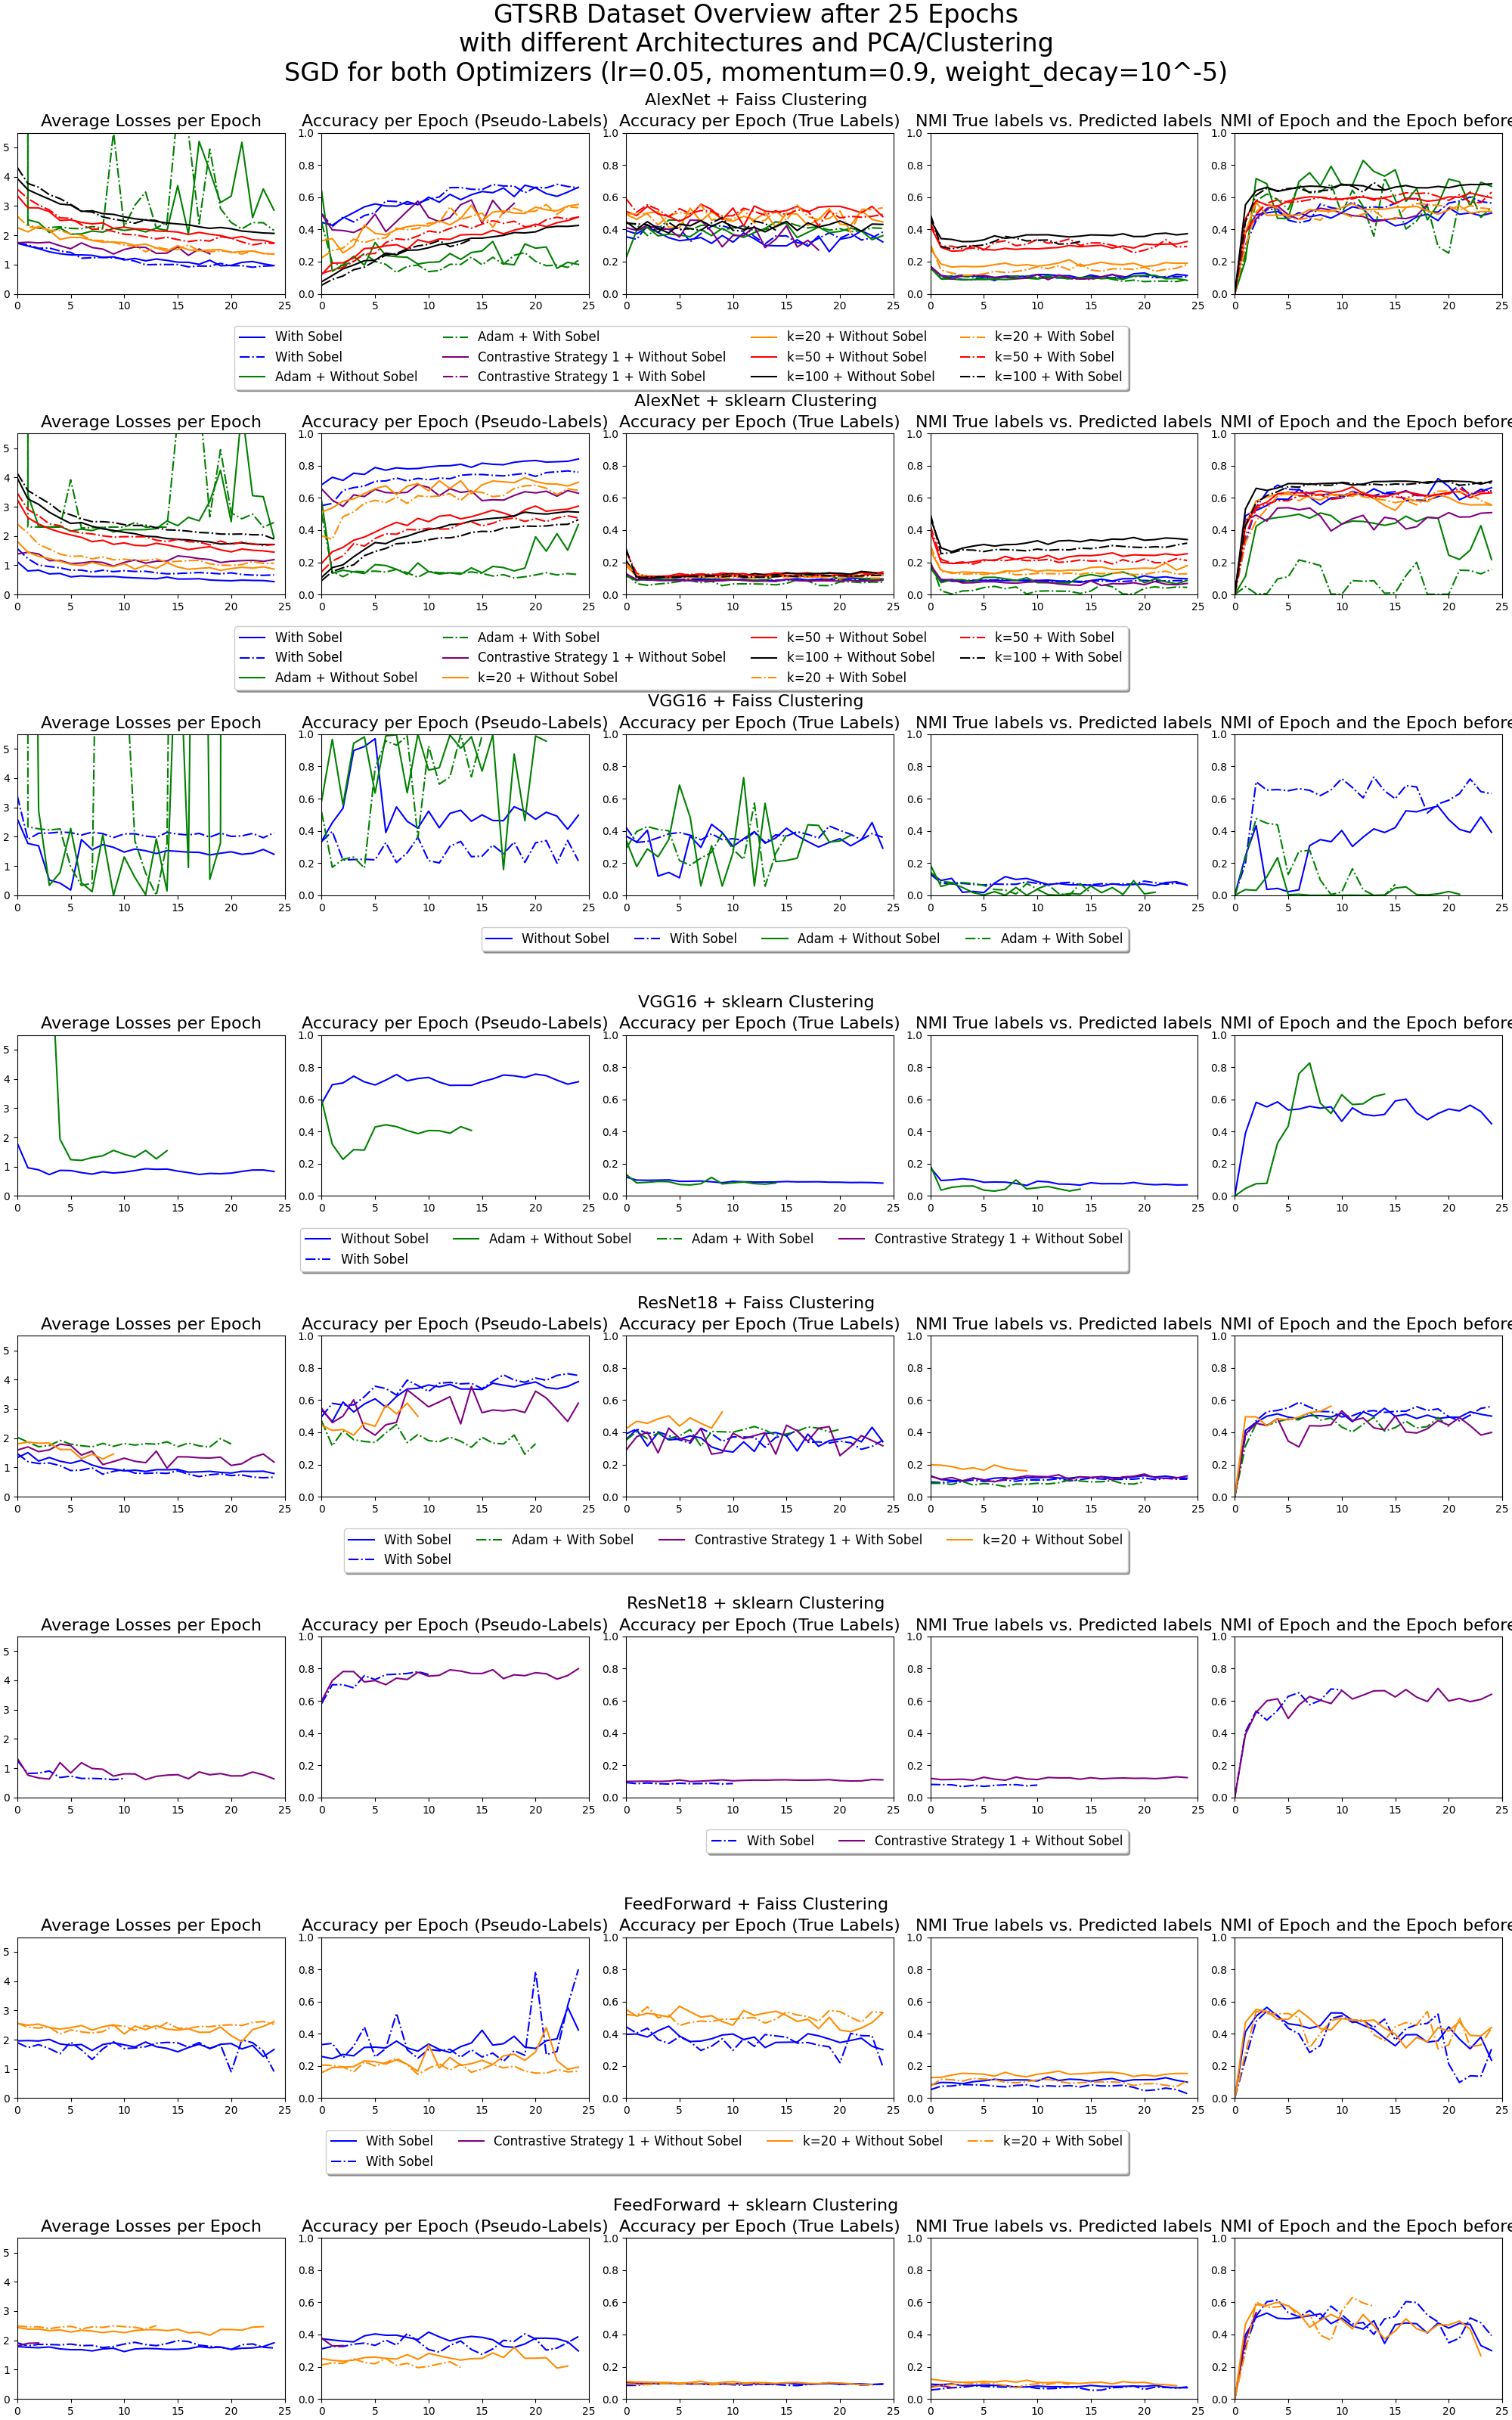 GTSRB Dataset Overview after 25 Epochs
with different Architectures and PCA/Clustering
SGD for both Optimizers (lr=0.05, momentum=0.9, weight_decay=10^-5)
AlexNet + Faiss Clustering
Average Losses per Epoch
Accuracy per Epoch (Pseudo-Labels)
Accuracy per Epoch (True Labels)
NMI True labels vs. Predicted labels
NMI of Epoch and the Epoch before
With Sobel
With Sobel
Adam + Without Sobel
Adam + With Sobel
Contrastive Strategy 1 + Without Sobel
Contrastive Strategy 1 + With Sobel
k=20 + Without Sobel
k=50 + Without Sobel
k=100 + Without Sobel
k=20 + With Sobel
k=50 + With Sobel
k=100 + With Sobel
AlexNet + sklearn Clustering
Average Losses per Epoch
Accuracy per Epoch (Pseudo-Labels)
Accuracy per Epoch (True Labels)
NMI True labels vs. Predicted labels
NMI of Epoch and the Epoch before
With Sobel
With Sobel
Adam + Without Sobel
Adam + With Sobel
Contrastive Strategy 1 + Without Sobel
k=20 + Without Sobel
k=50 + Without Sobel
k=100 + Without Sobel
k=20 + With Sobel
k=50 + With Sobel
k=100 + With Sobel
VGG16 + Faiss Clustering
Average Losses per Epoch
Accuracy per Epoch (Pseudo-Labels)
Accuracy per Epoch (True Labels)
NMI True labels vs. Predicted labels
NMI of Epoch and the Epoch before
Without Sobel
With Sobel
Adam + Without Sobel
Adam + With Sobel
VGG16 + sklearn Clustering
Average Losses per Epoch
Accuracy per Epoch (Pseudo-Labels)
Accuracy per Epoch (True Labels)
NMI True labels vs. Predicted labels
NMI of Epoch and the Epoch before
Without Sobel
With Sobel
Adam + Without Sobel
Adam + With Sobel
Contrastive Strategy 1 + Without Sobel
ResNet18 + Faiss Clustering
Average Losses per Epoch
Accuracy per Epoch (Pseudo-Labels)
Accuracy per Epoch (True Labels)
NMI True labels vs. Predicted labels
NMI of Epoch and the Epoch before
With Sobel
With Sobel
Adam + With Sobel
Contrastive Strategy 1 + With Sobel
k=20 + Without Sobel
ResNet18 + sklearn Clustering
Average Losses per Epoch
Accuracy per Epoch (Pseudo-Labels)
Accuracy per Epoch (True Labels)
NMI True labels vs. Predicted labels
NMI of Epoch and the Epoch before
With Sobel
Contrastive Strategy 1 + Without Sobel
FeedForward + Faiss Clustering
Average Losses per Epoch
Accuracy per Epoch (Pseudo-Labels)
Accuracy per Epoch (True Labels)
NMI True labels vs. Predicted labels
NMI of Epoch and the Epoch before
With Sobel
With Sobel
Contrastive Strategy 1 + Without Sobel
k=20 + Without Sobel
k=20 + With Sobel
FeedForward + sklearn Clustering
Average Losses per Epoch
Accuracy per Epoch (Pseudo-Labels)
Accuracy per Epoch (True Labels)
NMI True labels vs. Predicted labels
NMI of Epoch and the Epoch before